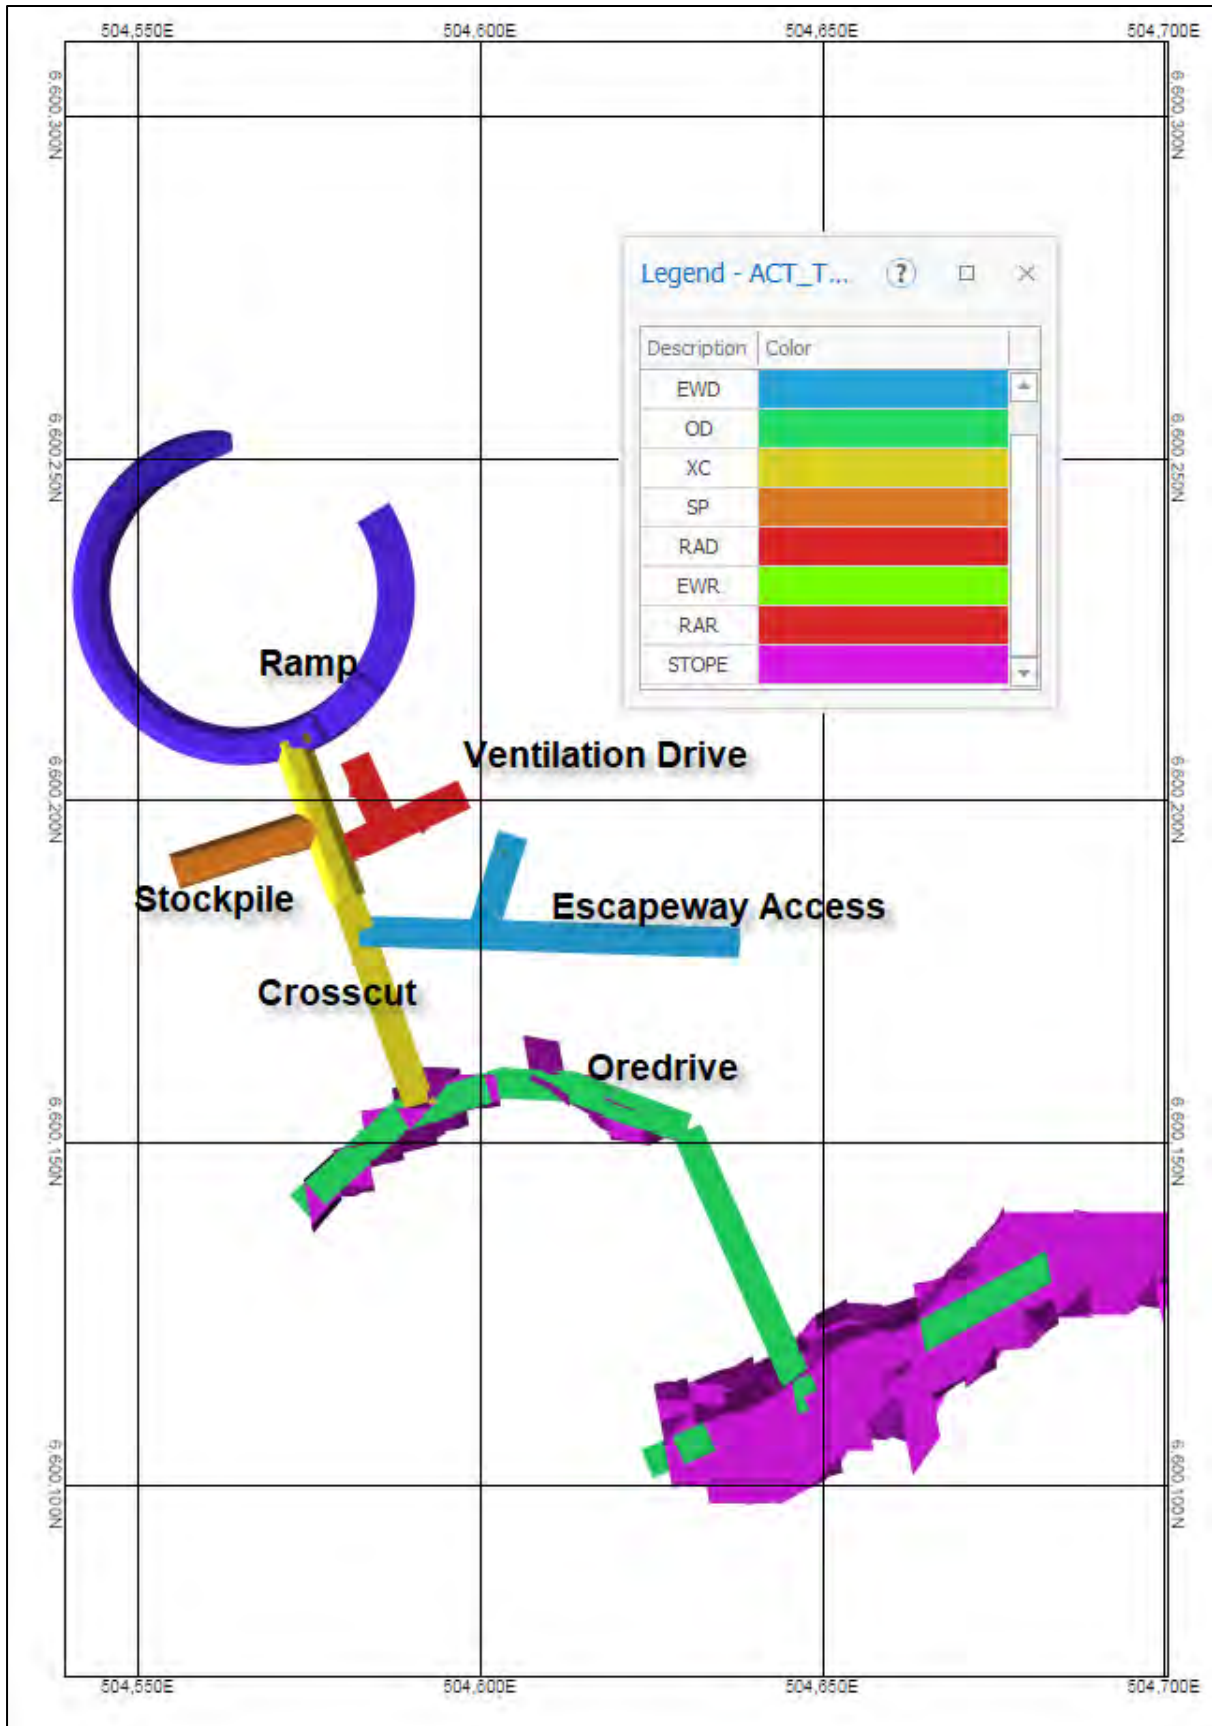 504,550E 504,600E 504,650E 504,700E
6,600,300N 6,600,300N
Legend - ACT_T... ?
Description Color
EWD
OD
XC
SP
RAD
EWR
RAR
STOPE
6,600,250N 6,600,250N
Ramp
Ventilation Drive
6,600,200N 6,600,200N
Stockpile
Escapeway Access
Crosscut
Oredrive
6,600,150N 6,600,150N
6,600,100N 6,600,100N
504,550E 504,600E 504,650E 504,700E